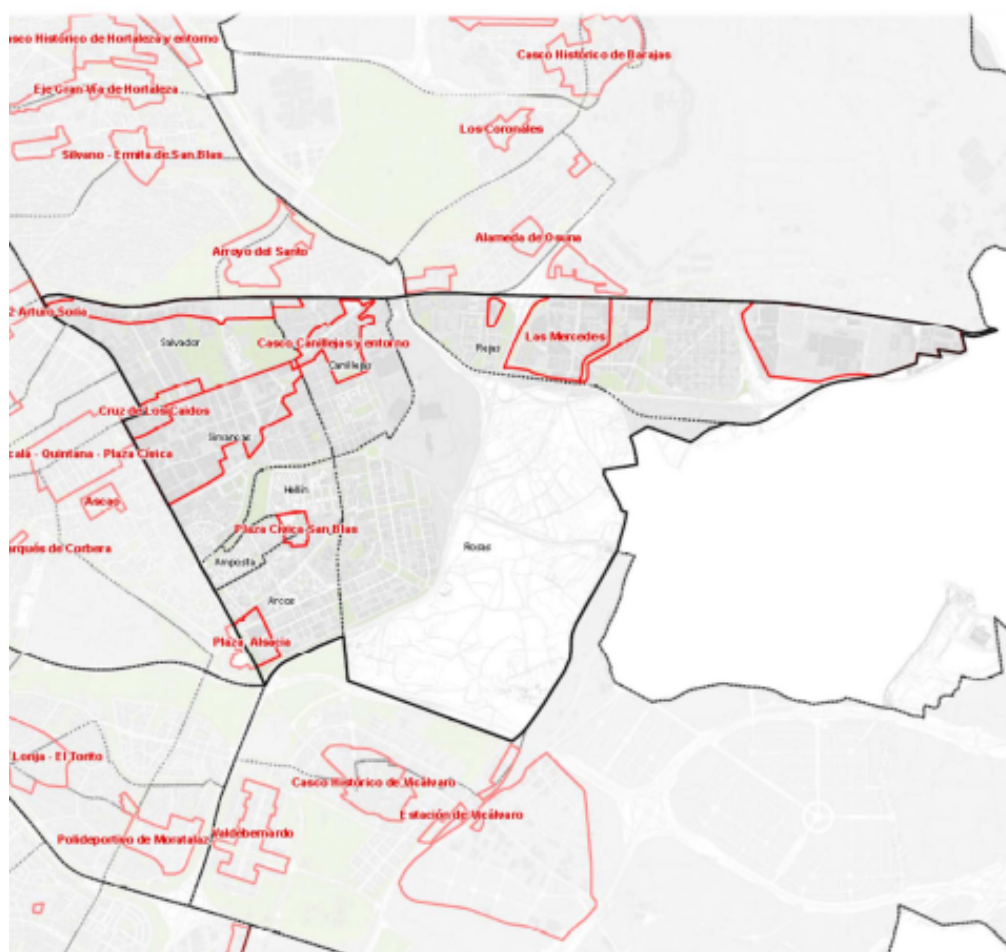 asco Histórico de Hortaleza y entorno
Casco Histórico de Barajas
Eje Gran Vía de Hortaleza
Los Coronales
Silvano - Ermita de San Blas
Alameda de Osuna
Arroyo del Santo
z Arturo Soria
Salvador
Las Mercedes
Casco Canillejas y entorno
Rejas
Canillejas
Cruz de Los Caídos
Simancas
calá - Quintana - Plaza Cívica
Hellín
Ascao
Plaza Cívica San Blas
arqués de Corbera
Rosas
Amposta
Arcos
Plaza Alsacia
Lonja - El Torito
Casco Histórico de Vicálvaro
Estación de Vicálvaro
Polideportivo de Moratalaz
Valdebernardo